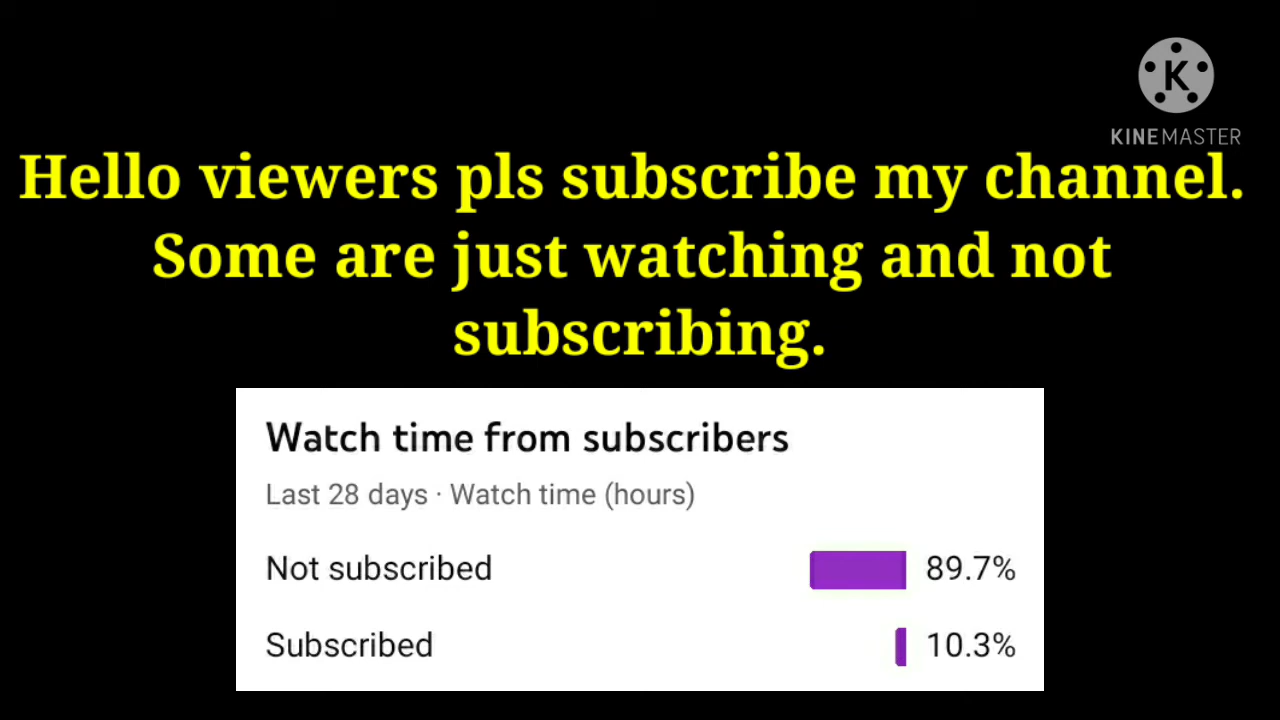 K
KINEMASTER
Hello viewers pls subscribe my channel.
Some are just watching and not
subscribing.
Watch time from subscribers
Last 28 days · Watch time (hours)
Not subscribed 89.7%
Subscribed 10.3%